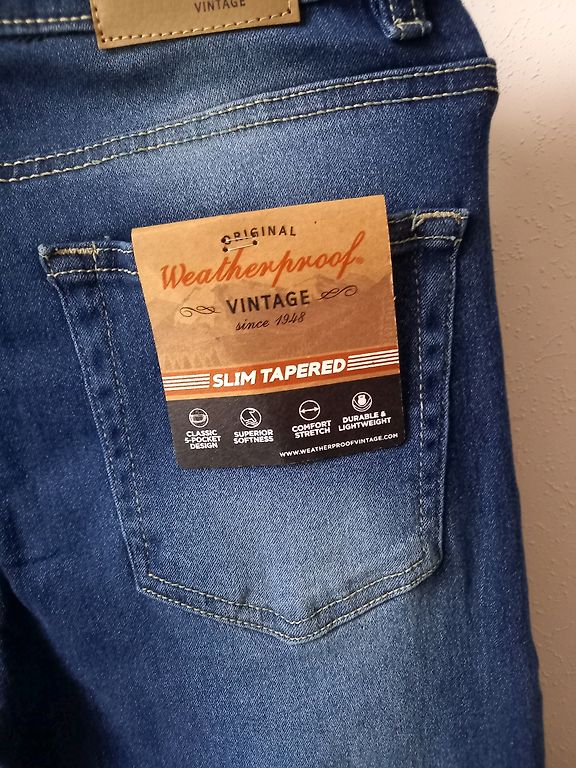 VINTAGE
ORIGINAL
Weatherproof®
VINTAGE
since 1948
SLIM TAPERED
CLASSIC
5-POCKET
DESIGN
SUPERIOR
SOFTNESS
COMFORT
STRETCH
DURABLE &
LIGHTWEIGHT
WWW.WEATHERPROOFVINTAGE.COM